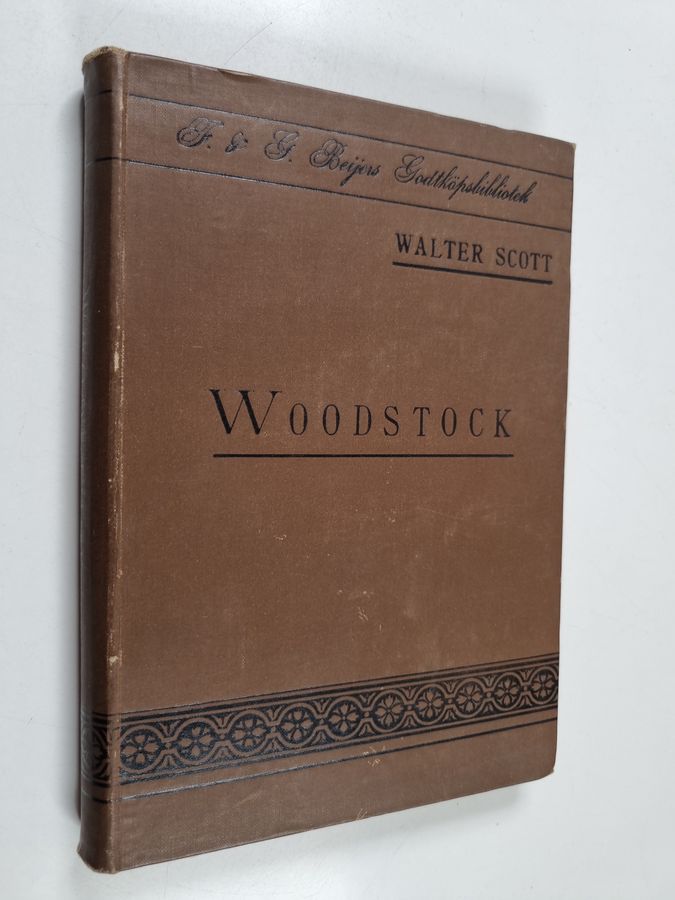 F. & G. Beijers Godtköpsbibliotek
WALTER SCOTT
WOODSTOCK